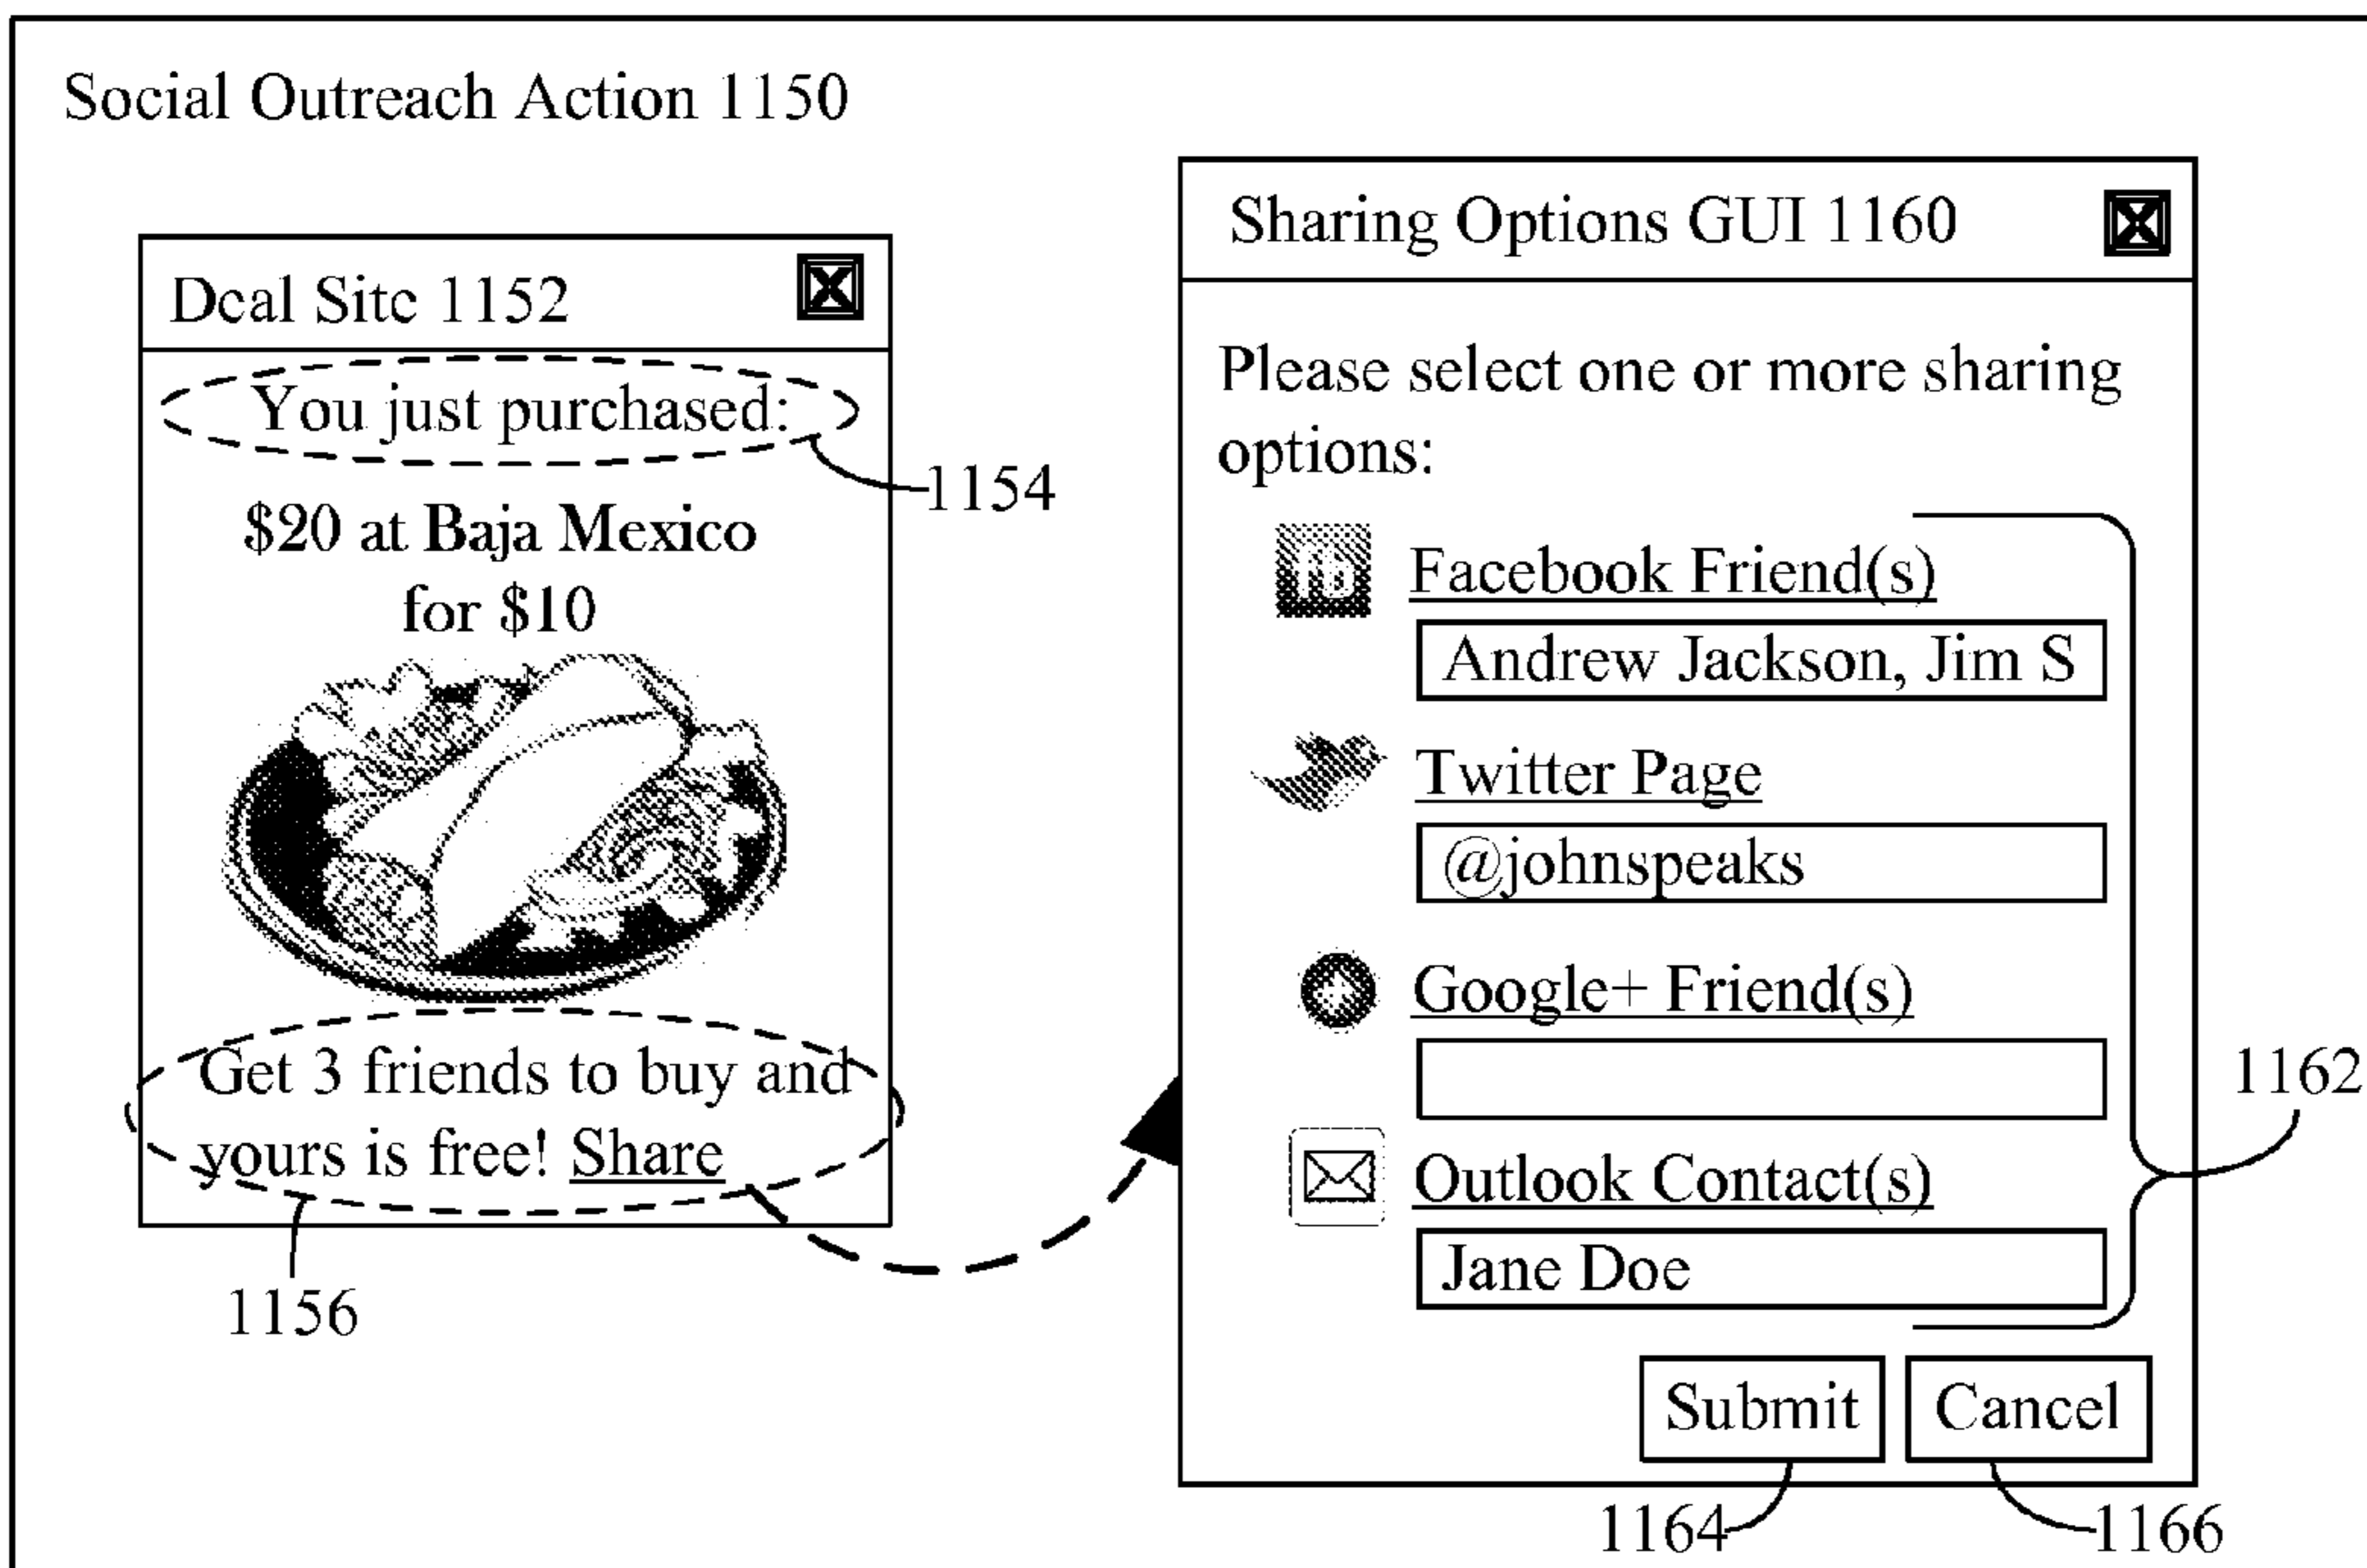 Social Outreach Action 1150
Deal Site 1152
You just purchased:
1154
$20 at Baja Mexico
for $10
Get 3 friends to buy and
yours is free! Share
1156
Sharing Options GUI 1160
Please select one or more sharing
options:
fb
Facebook Friend(s)
Andrew Jackson, Jim S
Twitter Page
@johnspeaks
Google+ Friend(s)
1162
Outlook Contact(s)
Jane Doe
Submit
Cancel
1164
1166